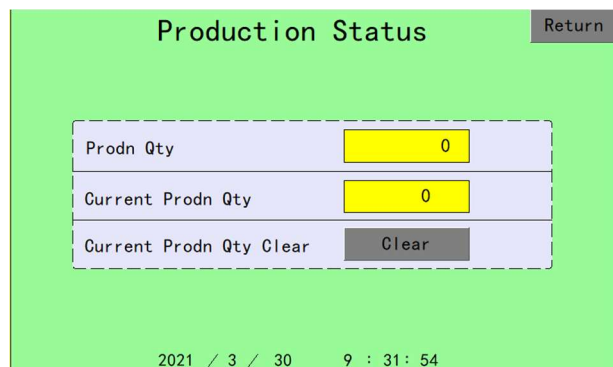 Production Status
Return
Prodn Qty 0
Current Prodn Qty 0
Current Prodn Qty Clear Clear
2021 / 3 / 30 9 : 31: 54